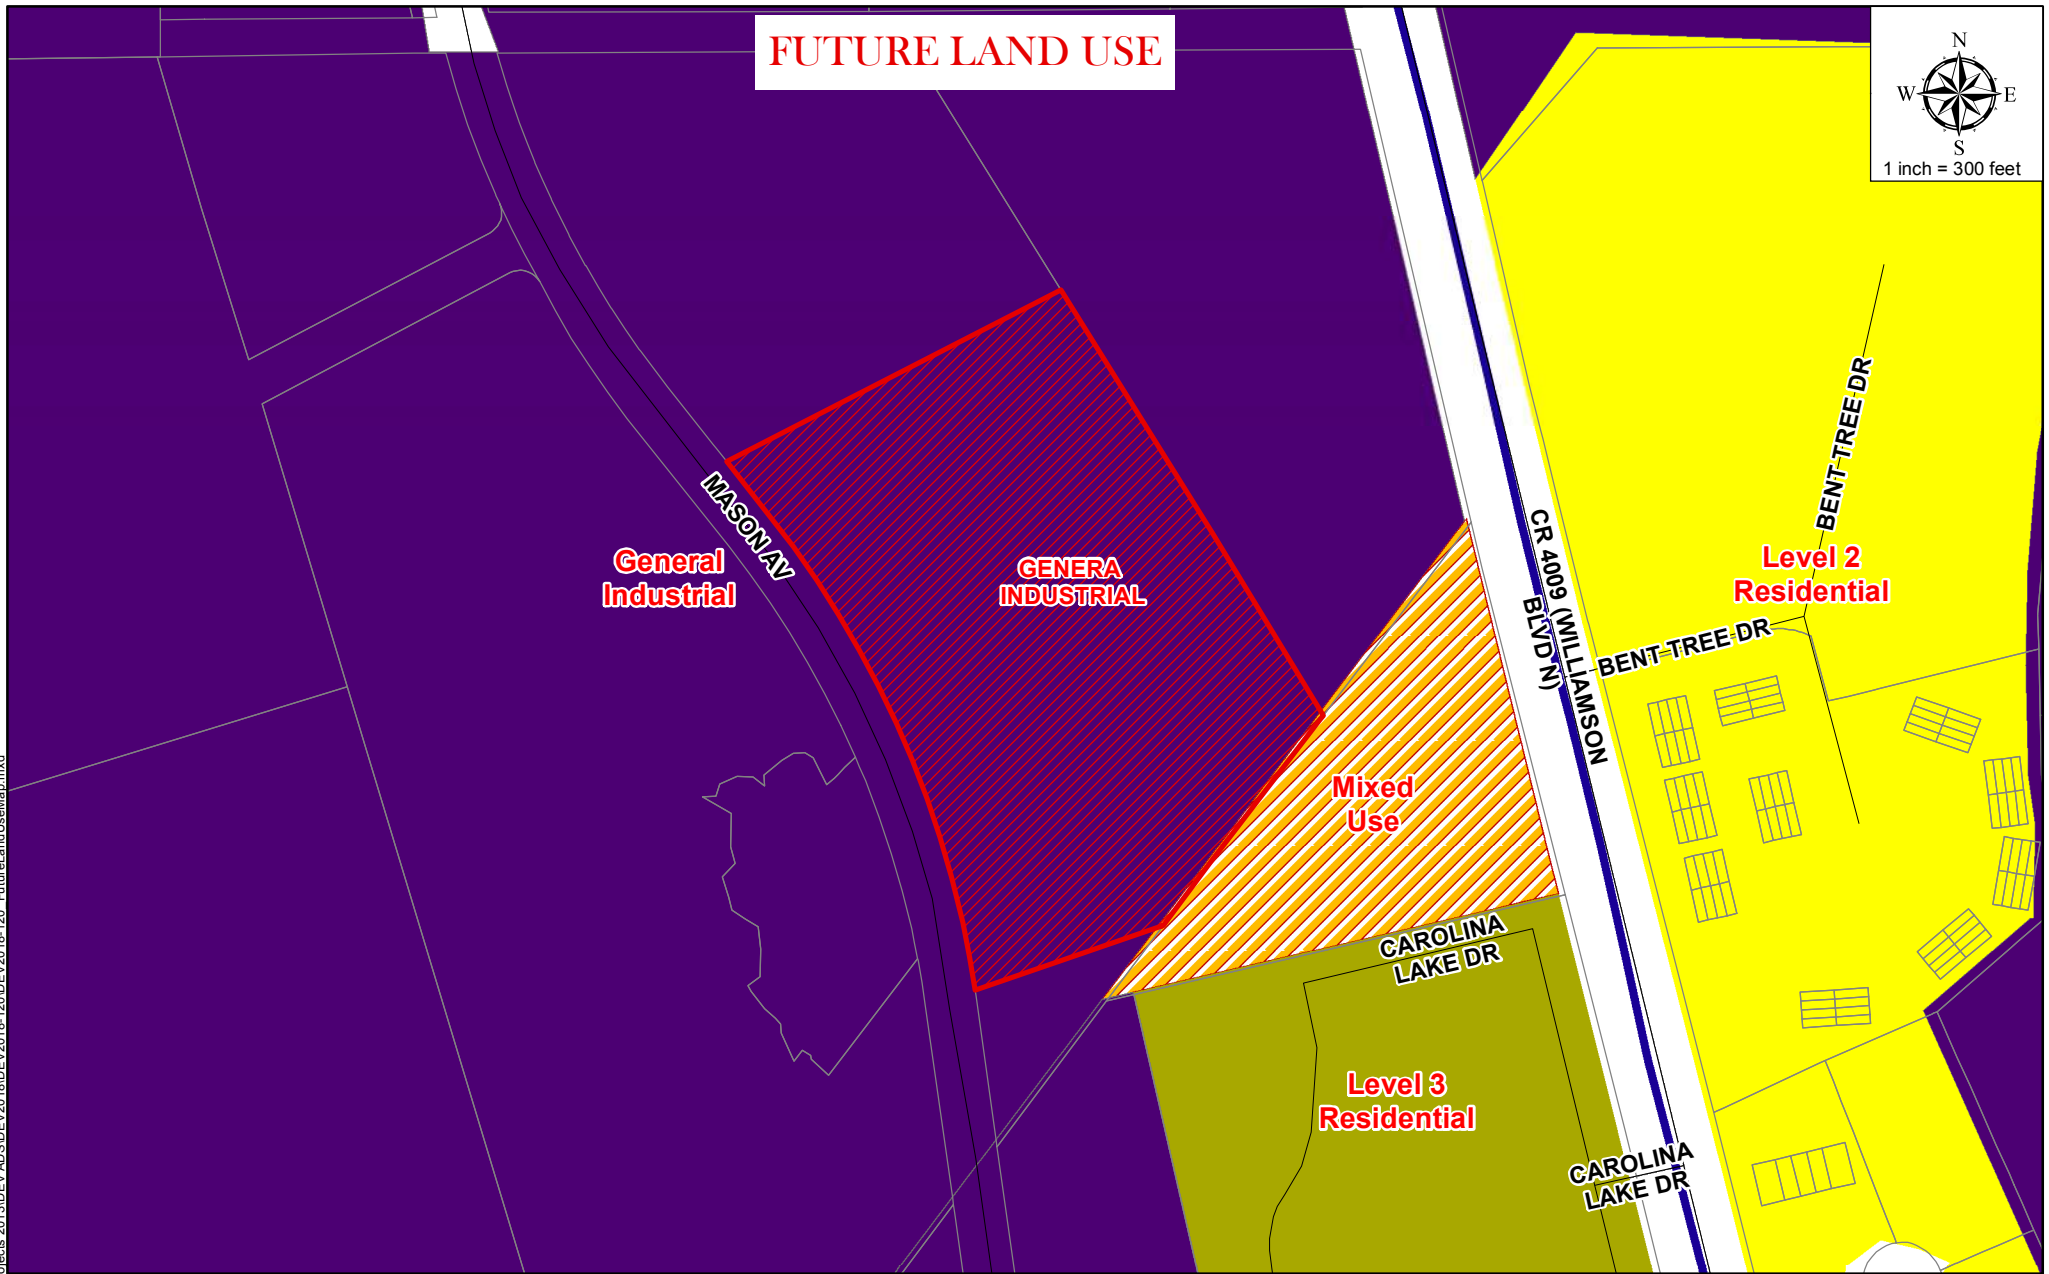 FUTURE LAND USE
N
W E
S
1 inch = 300 feet
MASON AV
General
Industrial
GENERA
INDUSTRIAL
CR 4009 (WILLIAMSON
BLVD N)
BENT TREE DR
Level 2
Residential
BENT TREE DR
Mixed
Use
CAROLINA
LAKE DR
Level 3
Residential
CAROLINA
LAKE DR